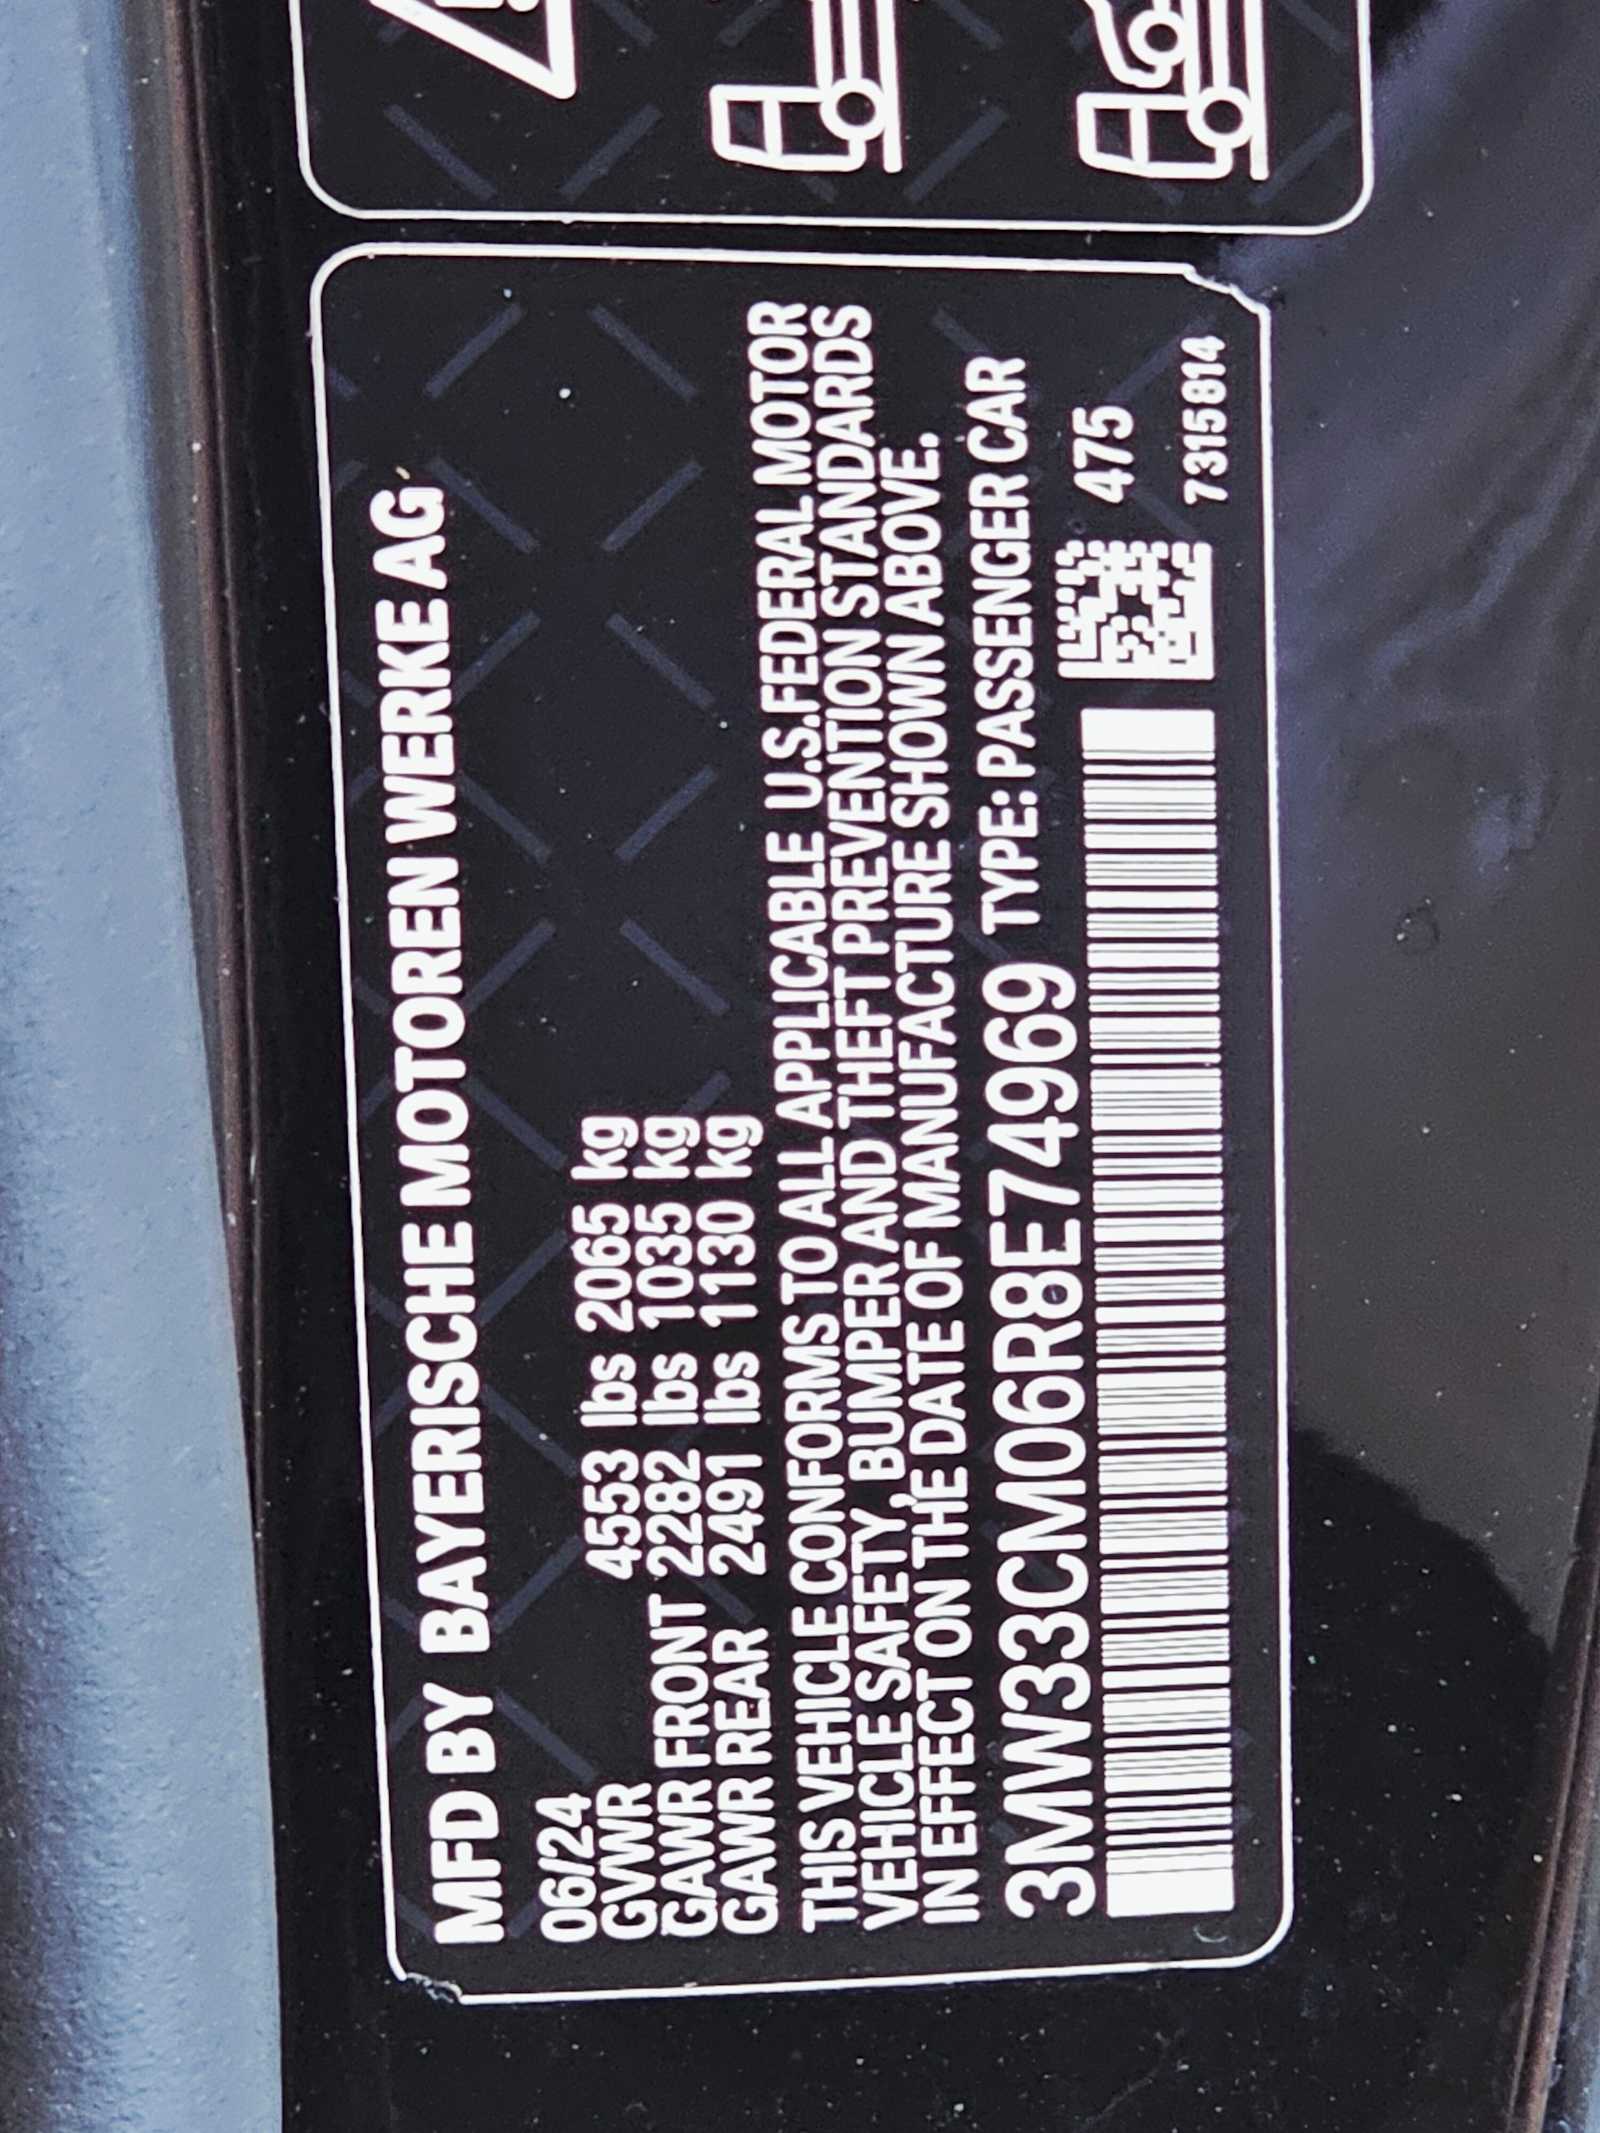 MFD BY BAYERISCHE MOTOREN WERKE AG
06/24
GVWR 4553 lbs 2065 kg
GAWR FRONT 2282 lbs 1035 kg
GAWR REAR 2491 lbs 1130 kg
THIS VEHICLE CONFORMS TO ALL APPLICABLE U.S.FEDERAL MOTOR
VEHICLE SAFETY, BUMPER AND THEFT PREVENTION STANDARDS
IN EFFECT ON THE DATE OF MANUFACTURE SHOWN ABOVE.
3MW33CM06R8E74969 TYPE: PASSENGER CAR
475
7315814